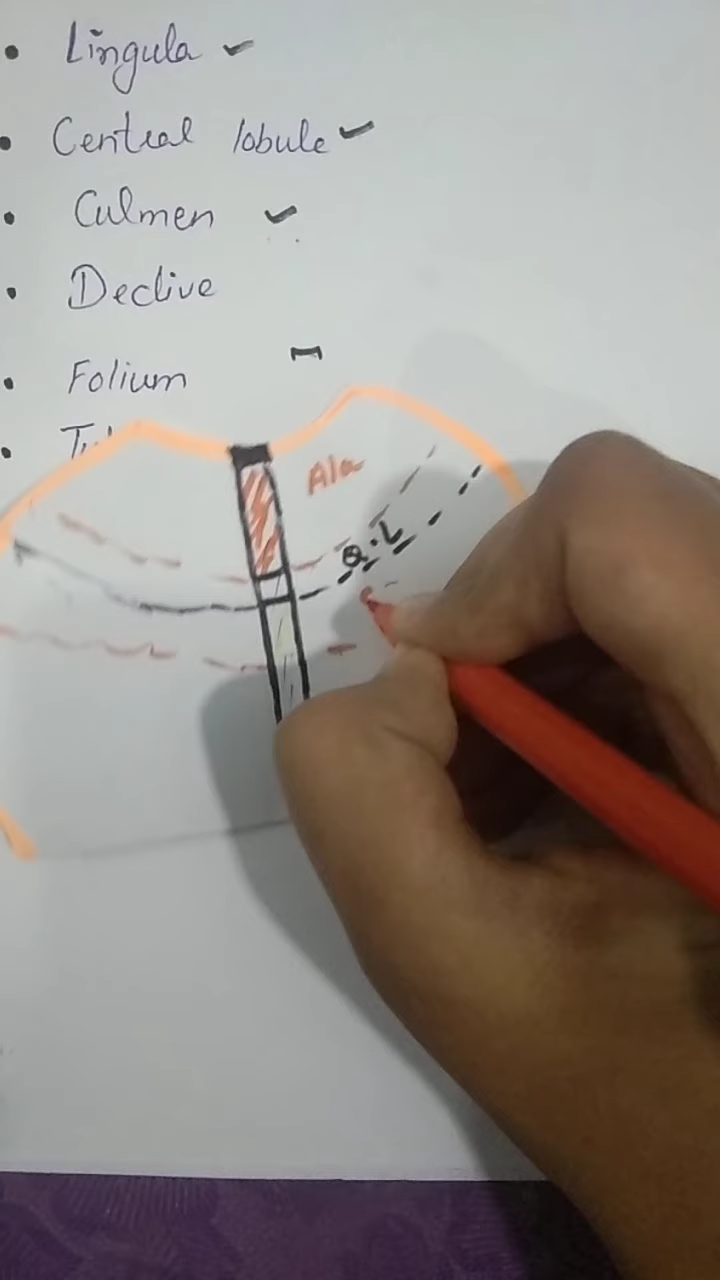 • Lingula ✓
• Central lobule ✓
• Culmen ✓
• Declive
• Folium
Ala
Q.L